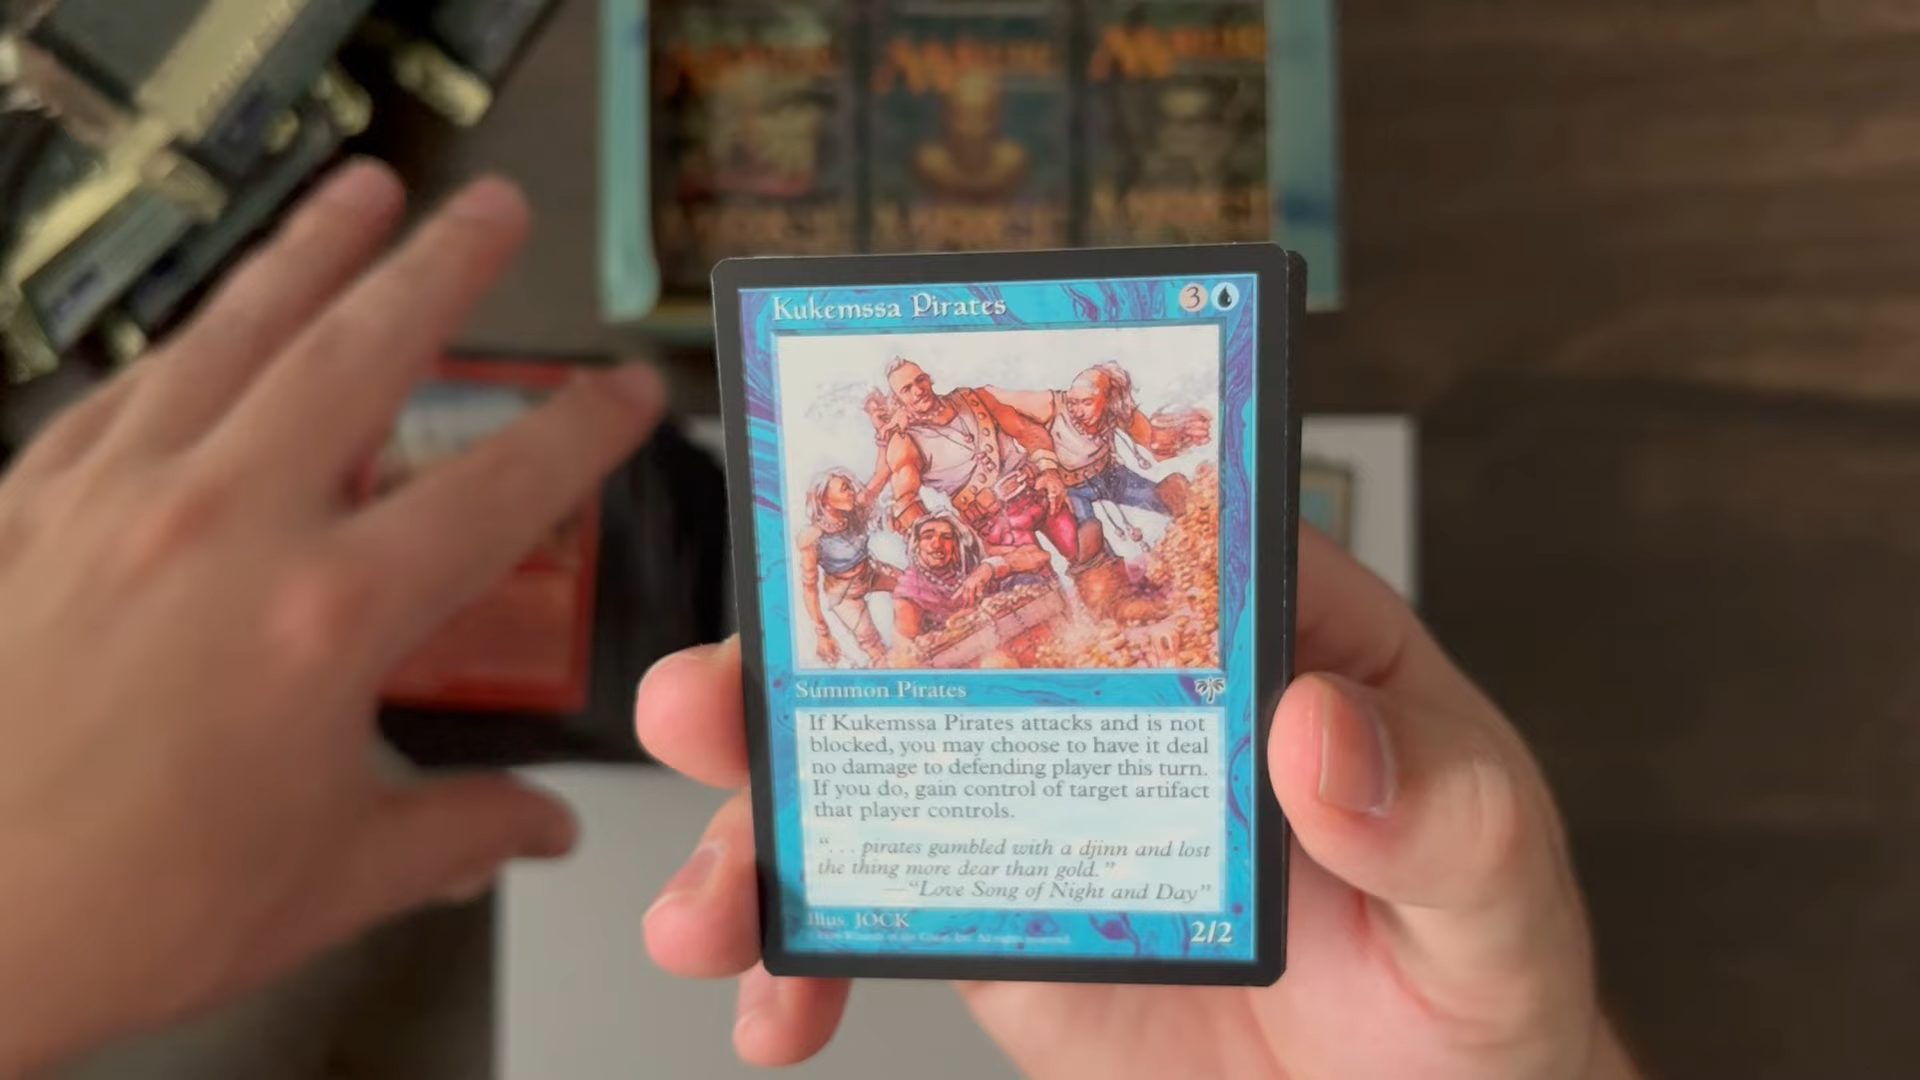 Kukemssa Pirates 3
Summon Pirates
If Kukemssa Pirates attacks and is not
blocked, you may choose to have it deal
no damage to defending player this turn.
If you do, gain control of target artifact
that player controls.
“. . . pirates gambled with a djinn and lost
the thing more dear than gold.”
—“Love Song of Night and Day”
Illus. JOCK
2/2